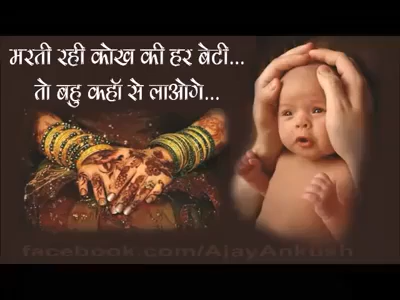 मरती रही कोख की हर बेटी...
तो बहु कहाॅ से लाओगे...
facebook.com/AjayAnkush